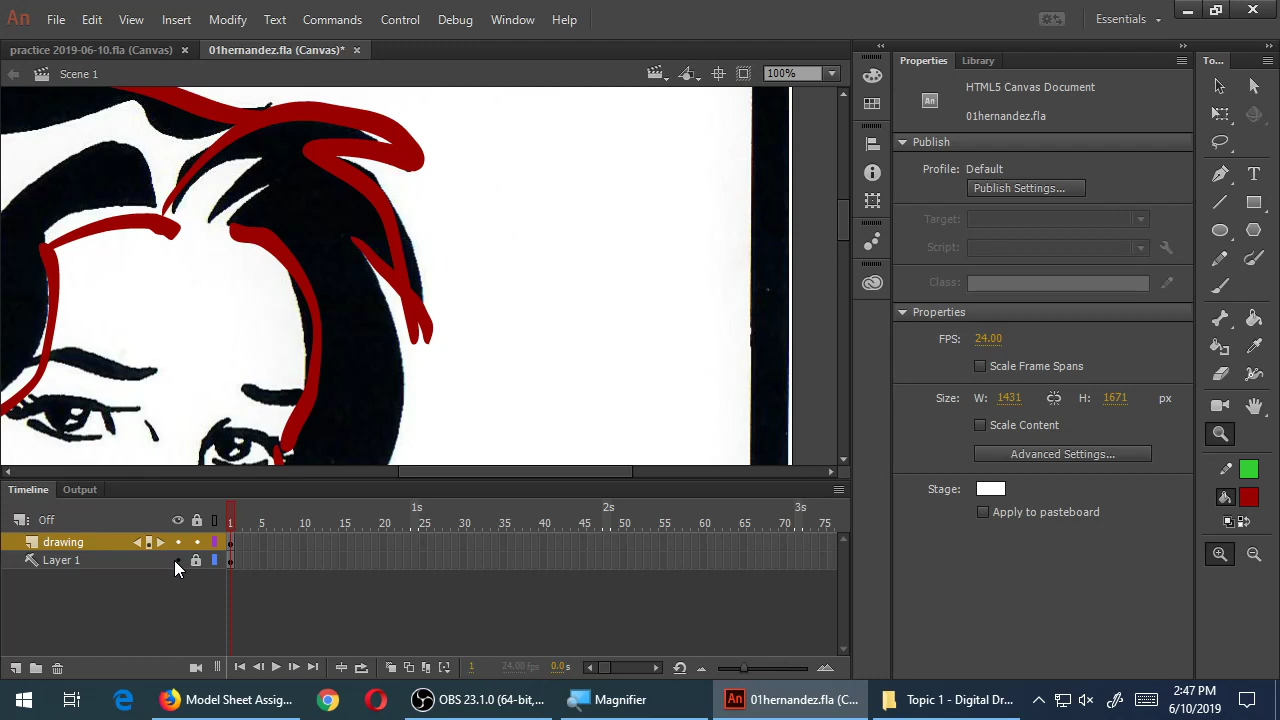 An File Edit View Insert Modify Text Commands Control Debug Window Help Essentials
practice 2019-06-10.fla (Canvas) × 01hernandez.fla (Canvas)* ×
Scene 1 100%
Properties Library To...
An HTML5 Canvas Document
01hernandez.fla
Publish
Profile: Default
Publish Settings...
Target:
Script:
Class:
Properties
FPS: 24.00
Scale Frame Spans
Size: W: 1431 H: 1671 px
Scale Content
Advanced Settings...
Stage:
Apply to pasteboard
Timeline Output
1s 2s 3s
Off 1 5 10 15 20 25 30 35 40 45 50 55 60 65 70 75
drawing
Layer 1
1 24.00 fps 0.0 s
Model Sheet Assig... OBS 23.1.0 (64-bit,... Magnifier An 01hernandez.fla (C... Topic 1 - Digital Dr...
2:47 PM
6/10/2019